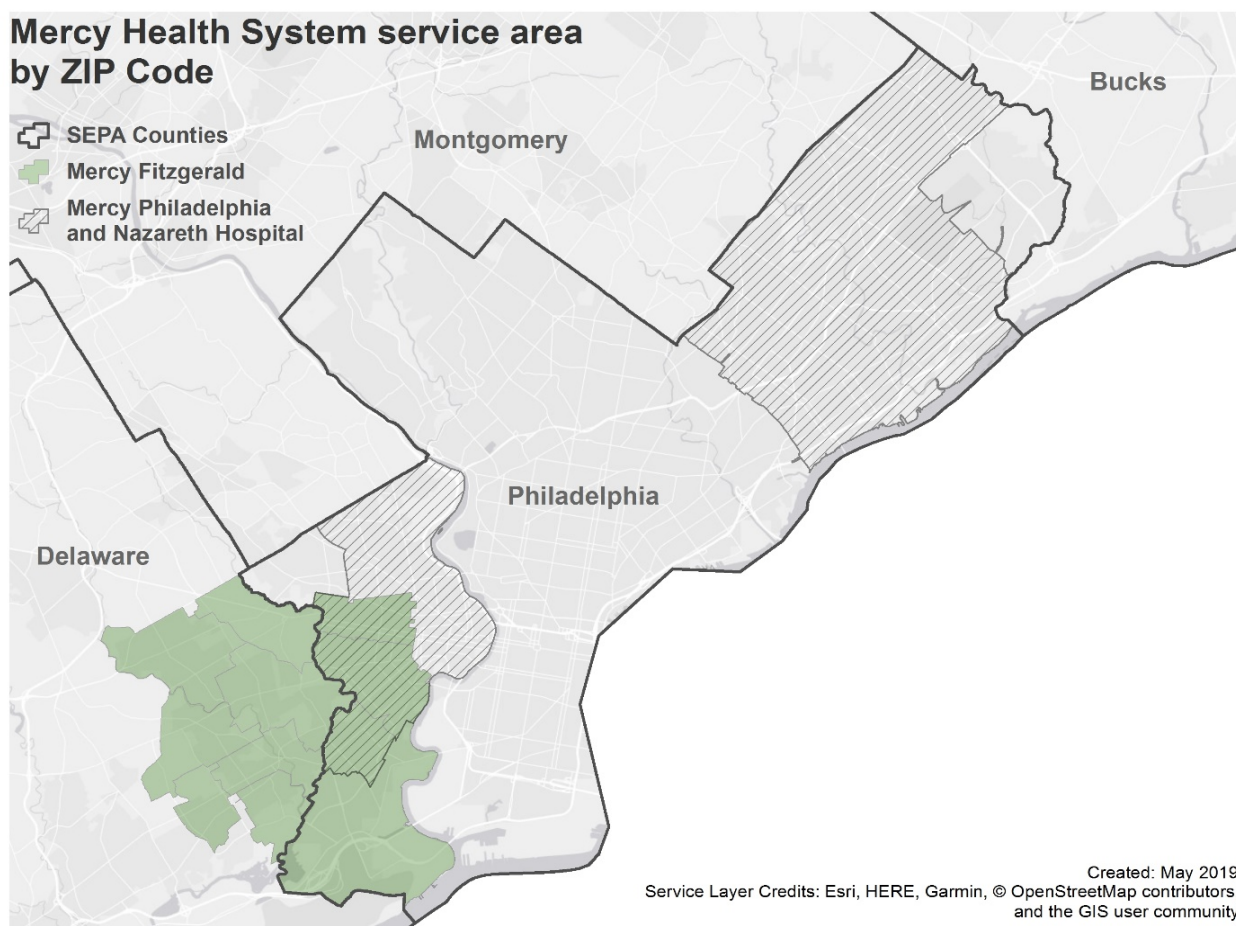 Mercy Health System service area
by ZIP Code
SEPA Counties
Mercy Fitzgerald
Mercy Philadelphia
and Nazareth Hospital
Bucks
Montgomery
Philadelphia
Delaware
Created: May 2019
Service Layer Credits: Esri, HERE, Garmin, © OpenStreetMap contributors
and the GIS user community